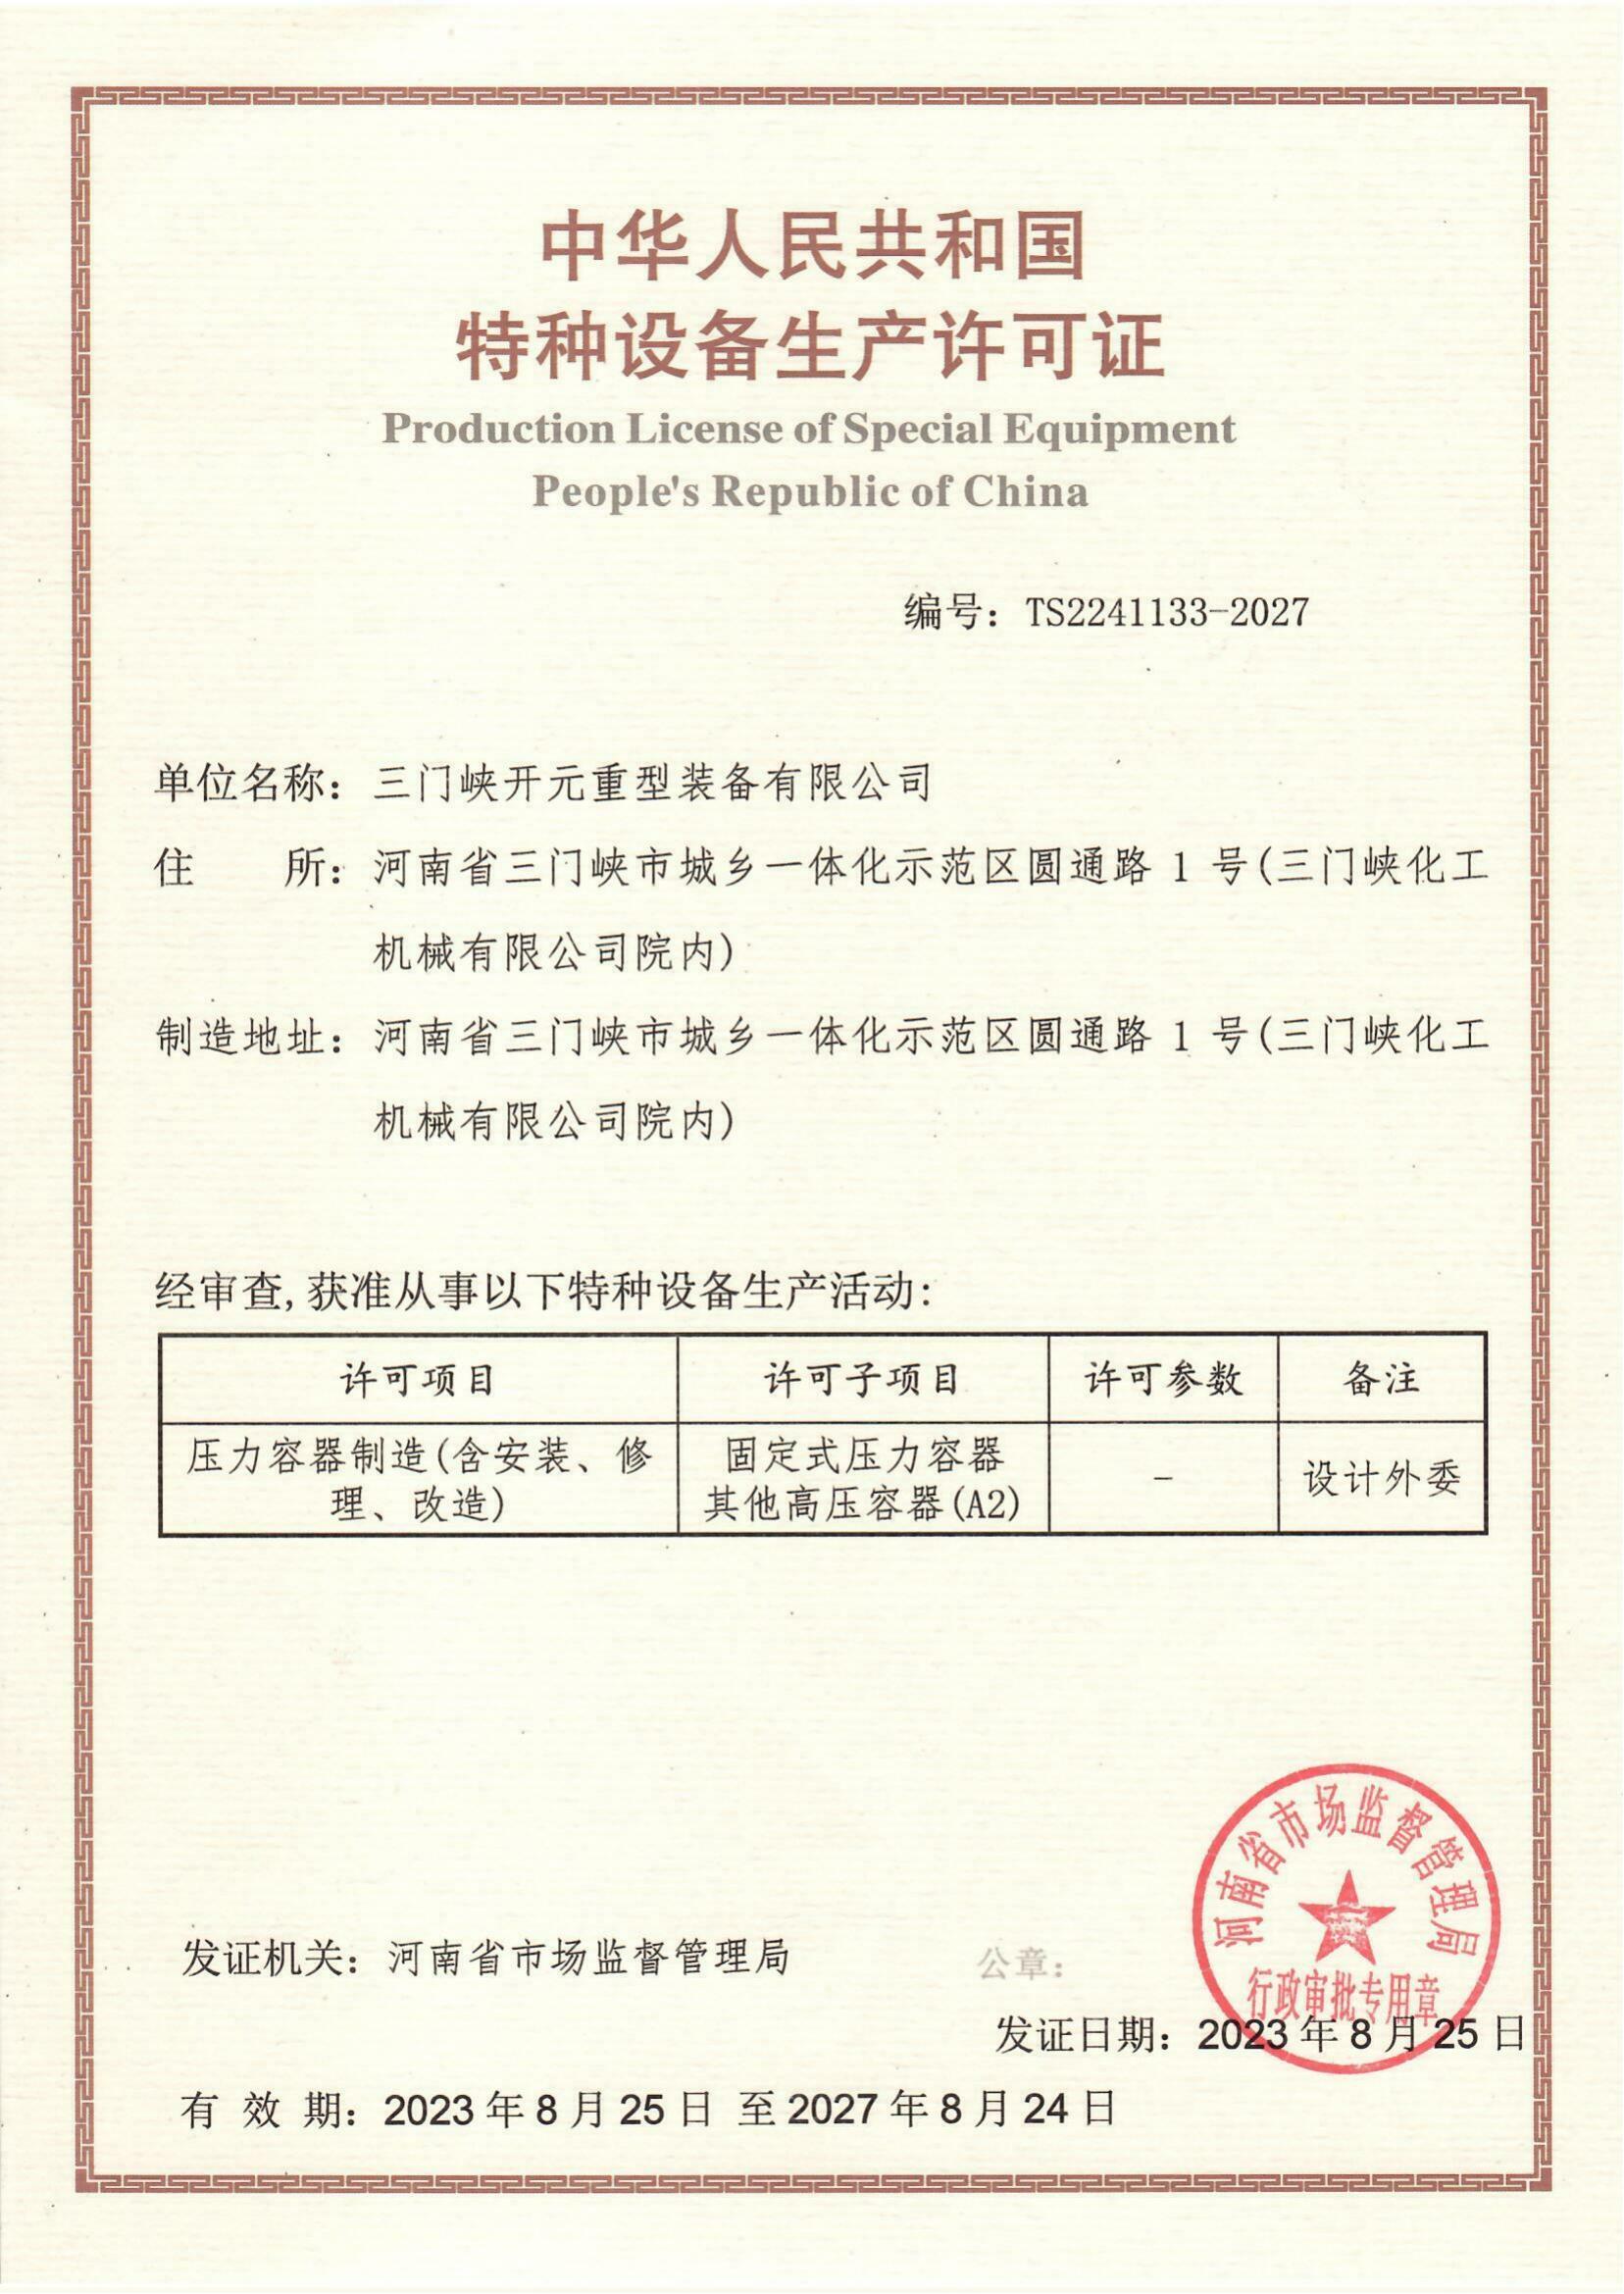 中华人民共和国
特种设备生产许可证
Production License of Special Equipment
People's Republic of China
编号：TS2241133-2027
单位名称：三门峡开元重型装备有限公司
住　　所：河南省三门峡市城乡一体化示范区圆通路 1 号(三门峡化工
机械有限公司院内)
制造地址：河南省三门峡市城乡一体化示范区圆通路 1 号(三门峡化工
机械有限公司院内)
经审查,获准从事以下特种设备生产活动:
许可项目 许可子项目 许可参数 备注
压力容器制造(含安装、修 固定式压力容器
理、改造) 其他高压容器(A2) - 设计外委
河南省市场监督管理局
行政审批专用章
发证机关：河南省市场监督管理局 公章：
发证日期：2023 年 8 月 25 日
有 效 期：2023 年 8 月 25 日 至 2027 年 8 月 24 日